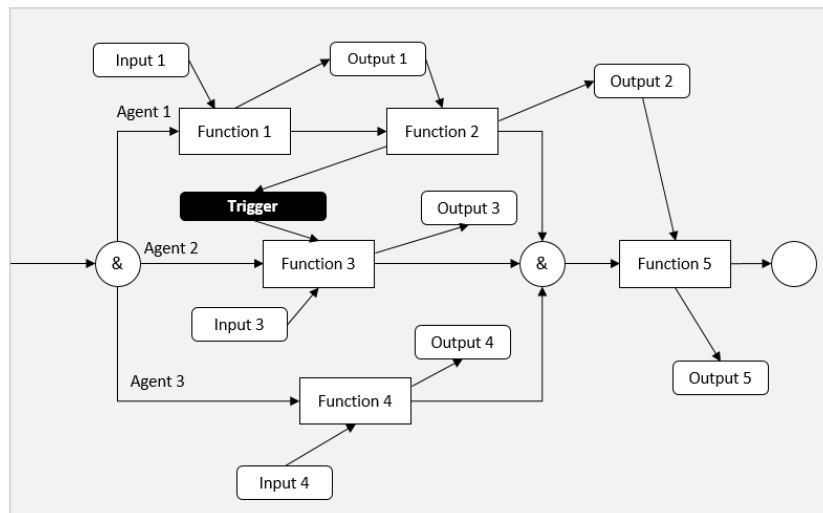 Input 1
Output 1
Output 2
Agent 1
Function 1
Function 2
Trigger
Output 3
Agent 2
&
Function 3
&
Function 5
Input 3
Output 4
Output 5
Agent 3
Function 4
Input 4